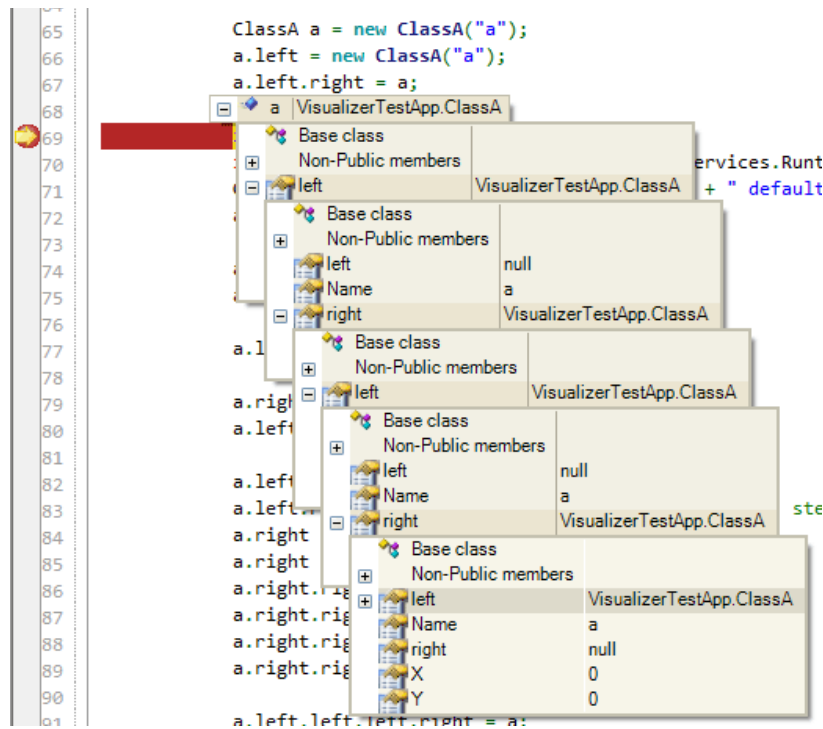 65 ClassA a = new ClassA("a");
66 a.left = new ClassA("a");
67 a.left.right = a;
68 a VisualizerTestApp.ClassA
69 Base class
70 Non-Public members ervices.Runt
71 left VisualizerTestApp.ClassA + " default
72 Base class
73 Non-Public members
74 left null
75 Name a
76 right VisualizerTestApp.ClassA
77 a.l Base class
78 Non-Public members
79 a.righ left VisualizerTestApp.ClassA
80 a.left Base class
81 Non-Public members
82 a.left left null
Name a
83 a.left. right VisualizerTestApp.ClassA ste
84 a.right Base class
85 a.right Non-Public members
86 a.right.rig left VisualizerTestApp.ClassA
87 a.right.rig Name a
88 a.right.rig right null
89 a.right.rig X 0
90 Y 0
91 a.left.left.left.right = a;